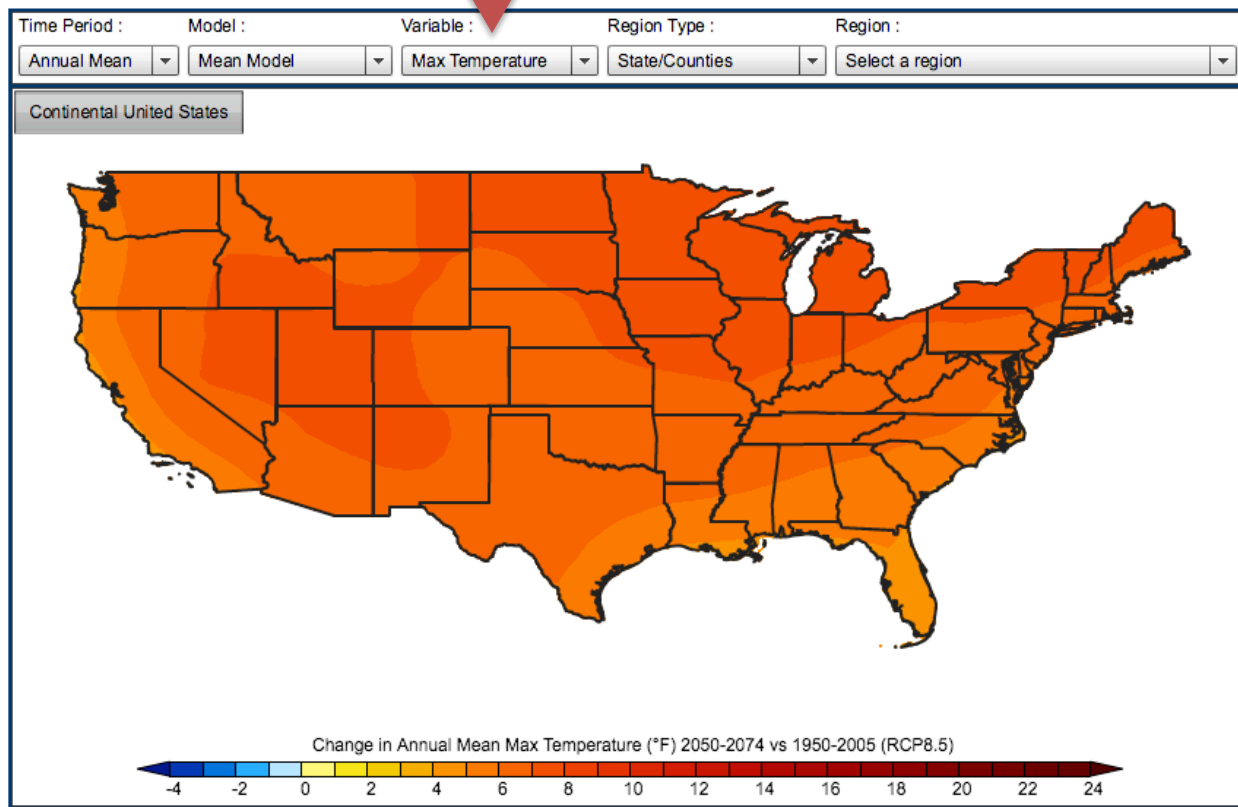 Time Period : Model : Variable : Region Type : Region :
Annual Mean Mean Model Max Temperature State/Counties Select a region
Continental United States
Change in Annual Mean Max Temperature (°F) 2050-2074 vs 1950-2005 (RCP8.5)
-4 -2 0 2 4 6 8 10 12 14 16 18 20 22 24